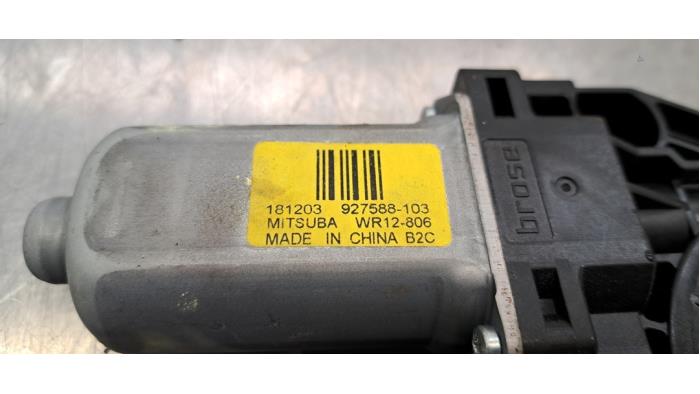 181203 927588-103
MITSUBA WR12-806
MADE IN CHINA B2C
brose